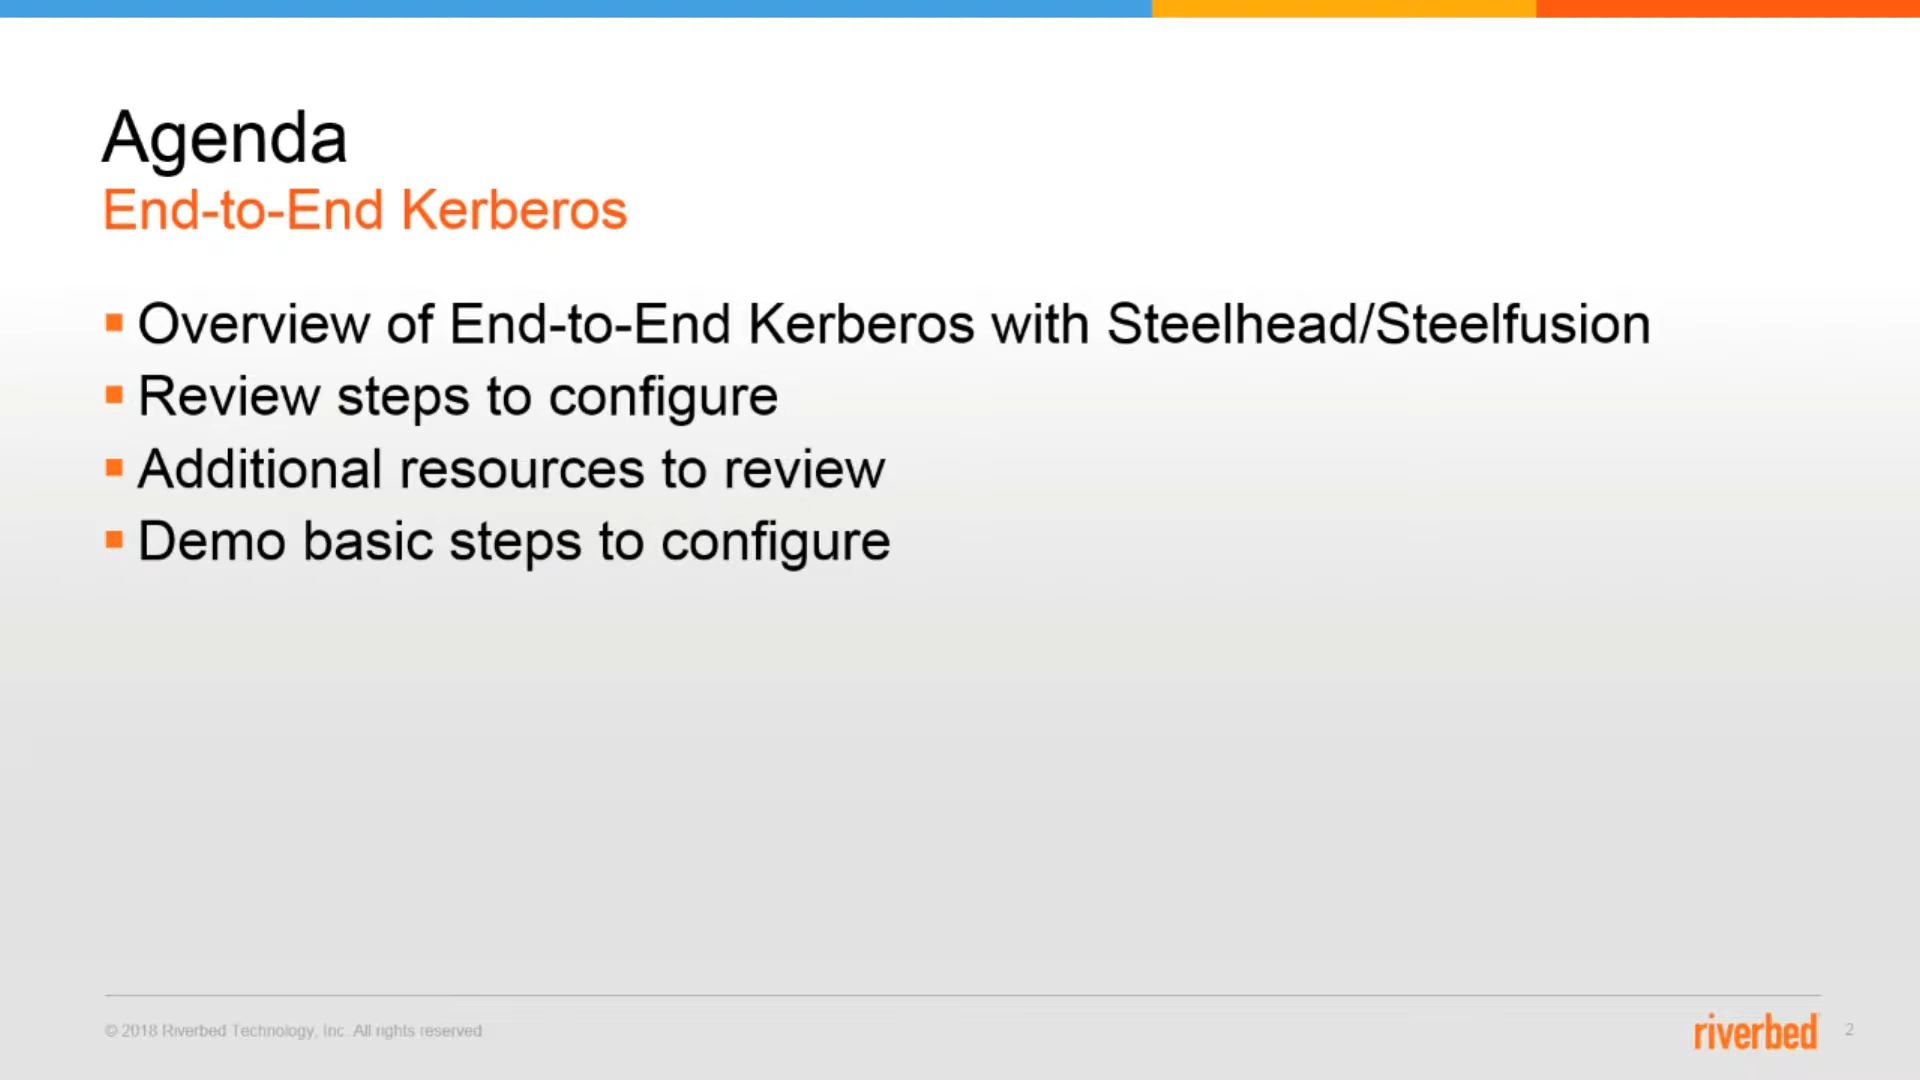 Agenda
End-to-End Kerberos
Overview of End-to-End Kerberos with Steelhead/Steelfusion
Review steps to configure
Additional resources to review
Demo basic steps to configure
© 2018 Riverbed Technology, Inc. All rights reserved.
riverbed
2